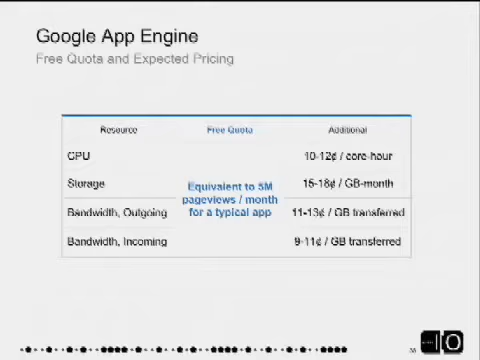 Google App Engine
Free Quota and Expected Pricing
Resource Free Quota Additional
CPU 10-12¢ / core-hour
Storage 15-18¢ / GB-month
Equivalent to 5M
pageviews / month
for a typical app
Bandwidth, Outgoing 11-13¢ / GB transferred
Bandwidth, Incoming 9-11¢ / GB transferred
IO